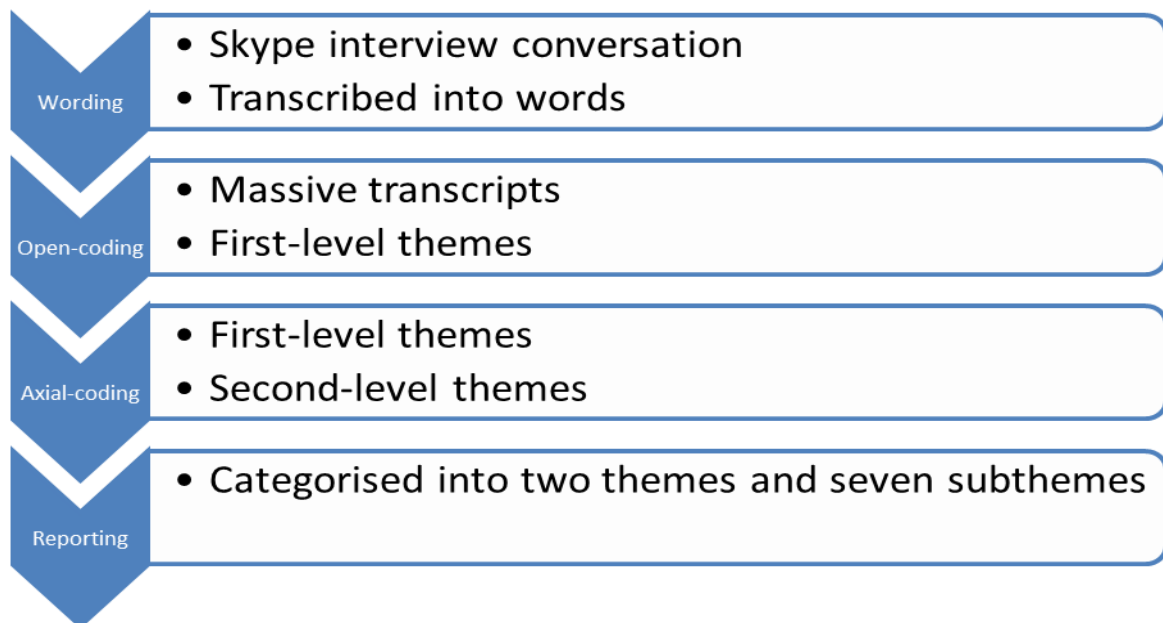 Wording
• Skype interview conversation
• Transcribed into words
Open-coding
• Massive transcripts
• First-level themes
Axial-coding
• First-level themes
• Second-level themes
Reporting
• Categorised into two themes and seven subthemes